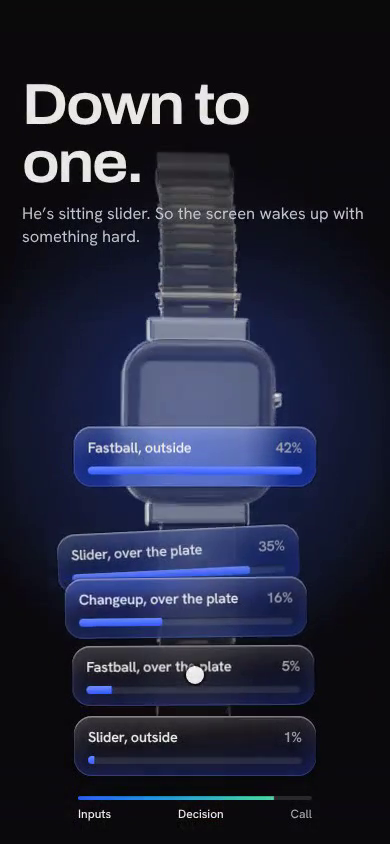 Down to
one.
He’s sitting slider. So the screen wakes up with
something hard.
Fastball, outside 42%
Slider, over the plate 35%
Changeup, over the plate 16%
Fastball, over the plate 5%
Slider, outside 1%
Inputs Decision Call